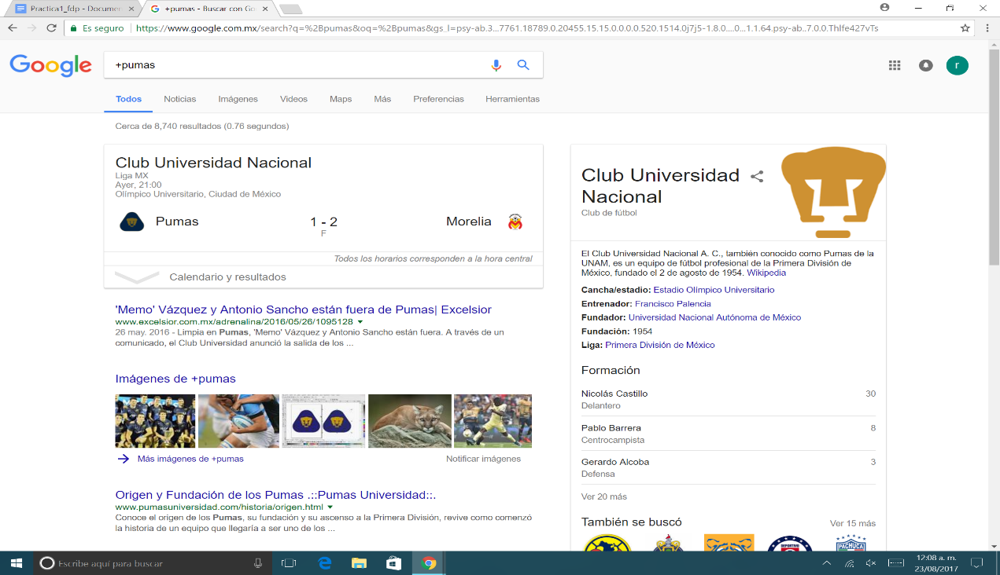 Practica1_fdp - Documen
+pumas - Buscar con Go
Es seguro
https://www.google.com.mx/search?q=%2Bpumas&oq=%2Bpumas&gs_l=psy-ab.3...7761.18789.0.20455.15.15.0.0.0.0.520.1514.0j7j5-1.8.0....0...1.1.64.psy-ab..7.0.0.Thlfe427vTs
Google
+pumas
r
Todos Noticias Imágenes Videos Maps Más Preferencias Herramientas
Cerca de 8,740 resultados (0.76 segundos)
Club Universidad Nacional
Liga MX
Ayer, 21:00
Olímpico Universitario, Ciudad de México
Pumas 1 - 2 Morelia
F
Todos los horarios corresponden a la hora central
Calendario y resultados
'Memo' Vázquez y Antonio Sancho están fuera de Pumas| Excelsior
www.excelsior.com.mx/adrenalina/2016/05/26/1095128
26 may. 2016 - Limpia en Pumas, 'Memo' Vázquez y Antonio Sancho están fuera. A través de un
comunicado, el Club Universidad anunció la salida de los ...
Imágenes de +pumas
Más imágenes de +pumas Notificar imágenes
Origen y Fundación de los Pumas .::Pumas Universidad::.
www.pumasuniversidad.com/historia/origen.html
Conoce el origen de los Pumas, su fundación y su ascenso a la Primera División, revive como comenzó
la historia de un equipo que llegaría a ser uno de los ...
Club Universidad
Nacional
Club de fútbol
El Club Universidad Nacional A. C., también conocido como Pumas de la
UNAM, es un equipo de fútbol profesional de la Primera División de
México, fundado el 2 de agosto de 1954. Wikipedia
Cancha/estadio: Estadio Olímpico Universitario
Entrenador: Francisco Palencia
Fundador: Universidad Nacional Autónoma de México
Fundación: 1954
Liga: Primera División de México
Formación
Nicolás Castillo 30
Delantero
Pablo Barrera 8
Centrocampista
Gerardo Alcoba 3
Defensa
Ver 20 más
También se buscó Ver 15 más
DEPORTIVO
PACHUCA
Escribe aquí para buscar
12:08 a. m.
23/08/2017